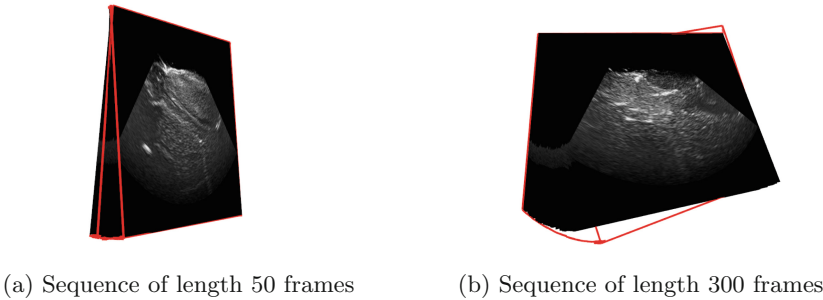 (a) Sequence of length 50 frames
(b) Sequence of length 300 frames